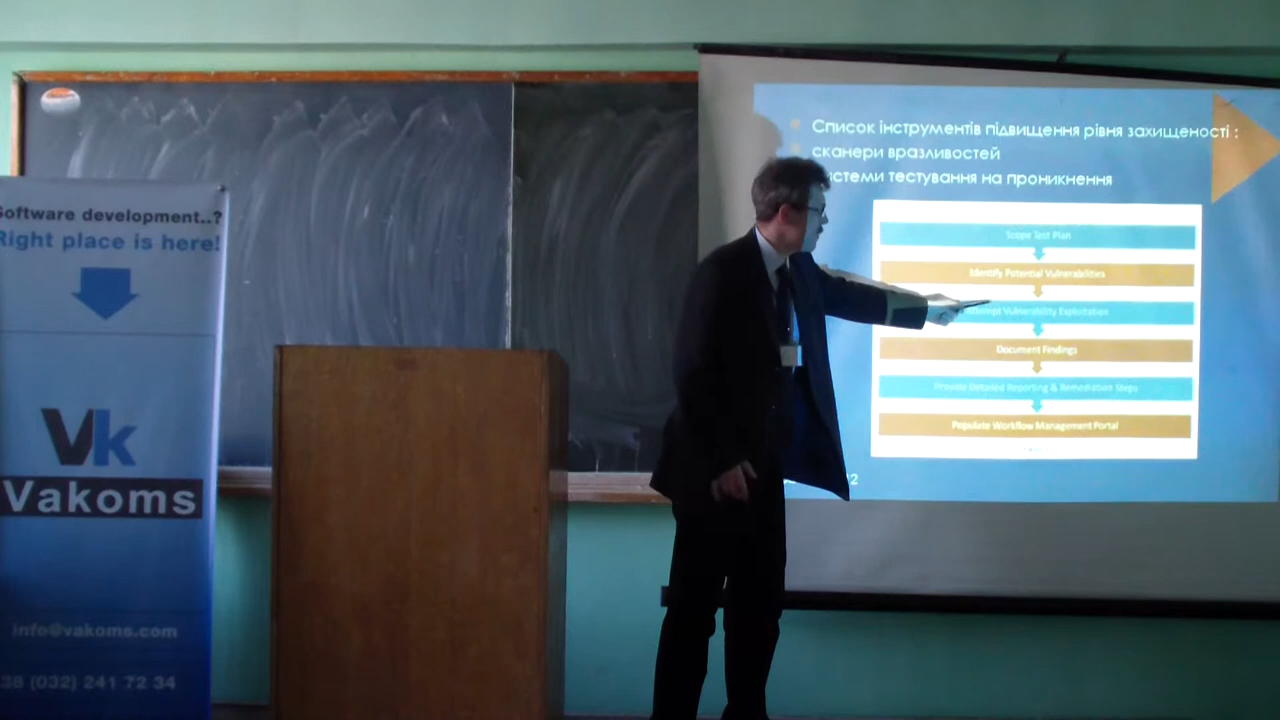 Software development..?
Right place is here!
Vk
Vakoms
info@vakoms.com
38 (032) 241 72 34
Список інструментів підвищення рівня захищеності :
сканери вразливостей
системи тестування на проникнення
Scope Test Plan
Identify Potential Vulnerabilities
Attempt Vulnerability Exploitation
Document Findings
Provide Detailed Reporting & Remediation Steps
Populate Workflow Management Portal